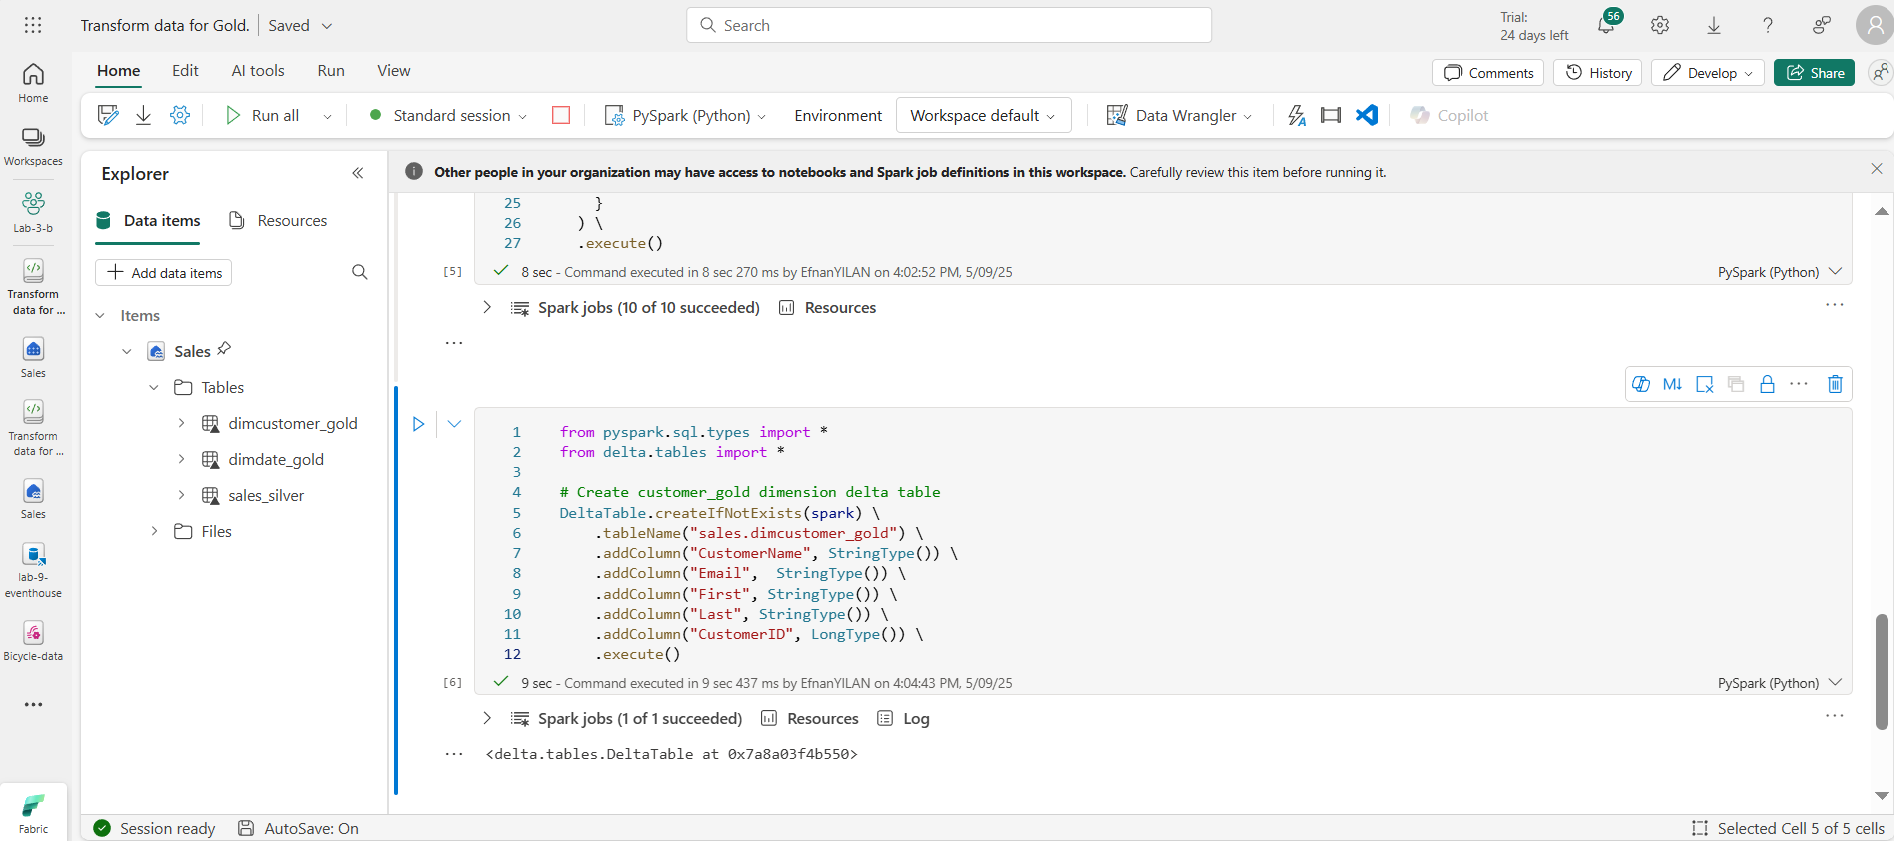 Transform data for Gold. Saved
Search
Trial:
24 days left
56
Home Edit AI tools Run View
Comments History Develop Share
Run all Standard session PySpark (Python) Environment Workspace default Data Wrangler Copilot
Home
Workspaces
Lab-3-b
Transform
data for ...
Sales
Transform
data for ...
Sales
lab-9-
eventhouse
Bicycle-data
Fabric
Explorer
Data items Resources
Add data items
Items
Sales
Tables
dimcustomer_gold
dimdate_gold
sales_silver
Files
Other people in your organization may have access to notebooks and Spark job definitions in this workspace. Carefully review this item before running it.
25 }
26 ) \
27 .execute()
[5] 8 sec - Command executed in 8 sec 270 ms by EfnanYILAN on 4:02:52 PM, 5/09/25 PySpark (Python)
Spark jobs (10 of 10 succeeded) Resources
M↓
1 from pyspark.sql.types import *
2 from delta.tables import *
3
4 # Create customer_gold dimension delta table
5 DeltaTable.createIfNotExists(spark) \
6 .tableName("sales.dimcustomer_gold") \
7 .addColumn("CustomerName", StringType()) \
8 .addColumn("Email",  StringType()) \
9 .addColumn("First", StringType()) \
10 .addColumn("Last", StringType()) \
11 .addColumn("CustomerID", LongType()) \
12 .execute()
[6] 9 sec - Command executed in 9 sec 437 ms by EfnanYILAN on 4:04:43 PM, 5/09/25 PySpark (Python)
Spark jobs (1 of 1 succeeded) Resources Log
<delta.tables.DeltaTable at 0x7a8a03f4b550>
Session ready AutoSave: On Selected Cell 5 of 5 cells